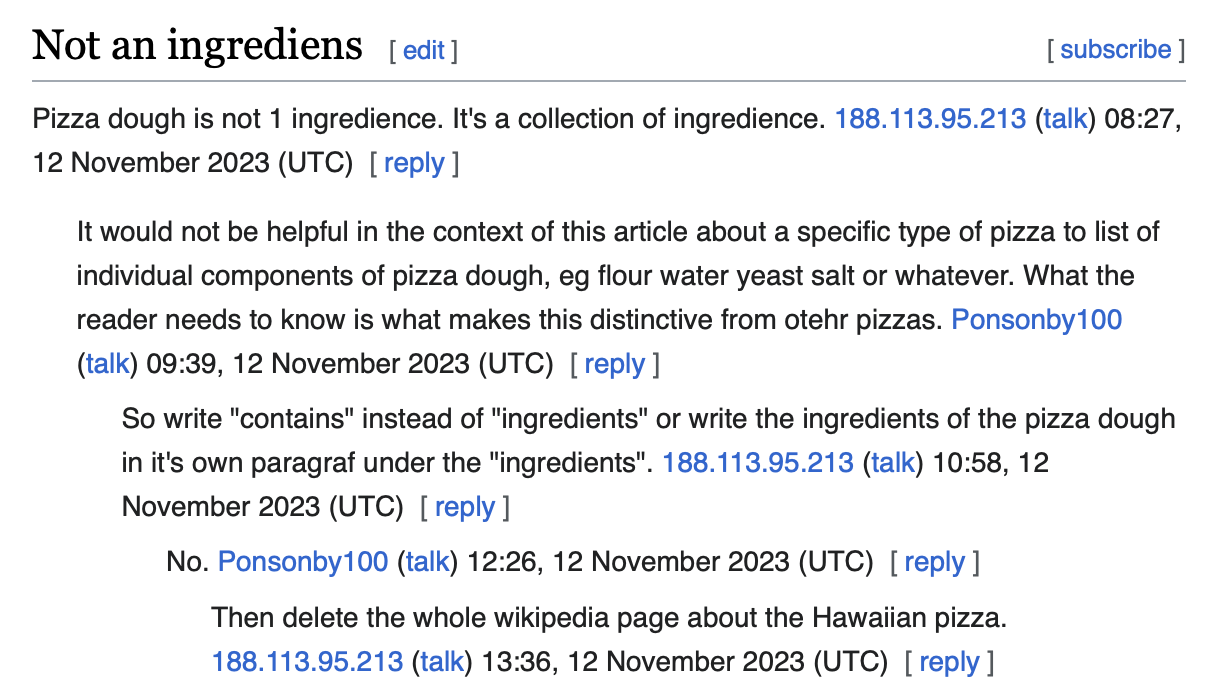 Not an ingrediens [ edit ] [ subscribe ]
Pizza dough is not 1 ingredience. It's a collection of ingredience. 188.113.95.213 (talk) 08:27,
12 November 2023 (UTC) [ reply ]
It would not be helpful in the context of this article about a specific type of pizza to list of
individual components of pizza dough, eg flour water yeast salt or whatever. What the
reader needs to know is what makes this distinctive from otehr pizzas. Ponsonby100
(talk) 09:39, 12 November 2023 (UTC) [ reply ]
So write "contains" instead of "ingredients" or write the ingredients of the pizza dough
in it's own paragraf under the "ingredients". 188.113.95.213 (talk) 10:58, 12
November 2023 (UTC) [ reply ]
No. Ponsonby100 (talk) 12:26, 12 November 2023 (UTC) [ reply ]
Then delete the whole wikipedia page about the Hawaiian pizza.
188.113.95.213 (talk) 13:36, 12 November 2023 (UTC) [ reply ]